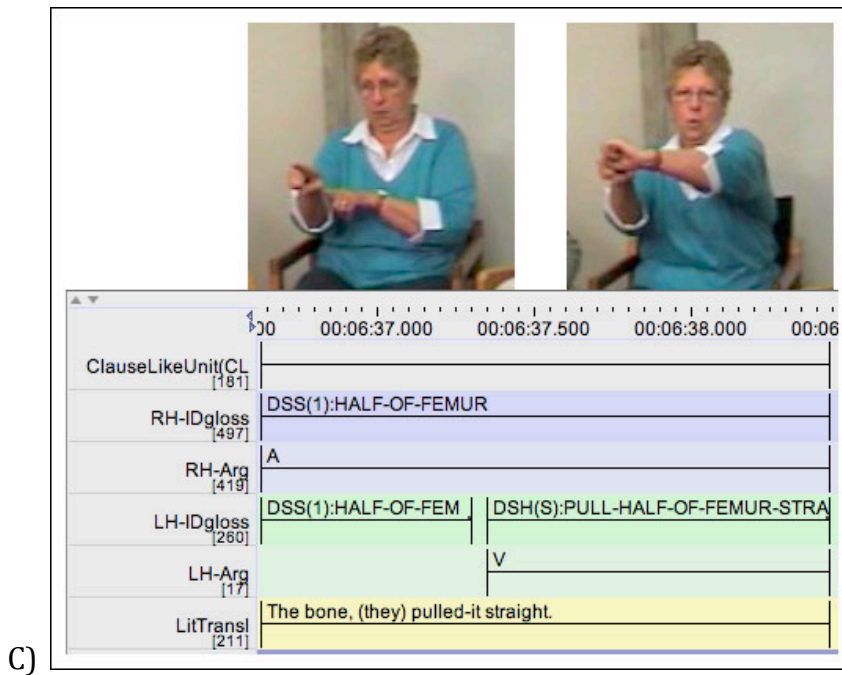 00 00:06:37.000 00:06:37.500 00:06:38.000 00:06
ClauseLikeUnit(CL
[181]
DSS(1):HALF-OF-FEMUR
RH-IDgloss
[497]
A
RH-Arg
[419]
DSS(1):HALF-OF-FEM DSH(S):PULL-HALF-OF-FEMUR-STRA
LH-IDgloss
[260]
V
LH-Arg
[17]
The bone, (they) pulled-it straight.
LitTransl
[211]
C)